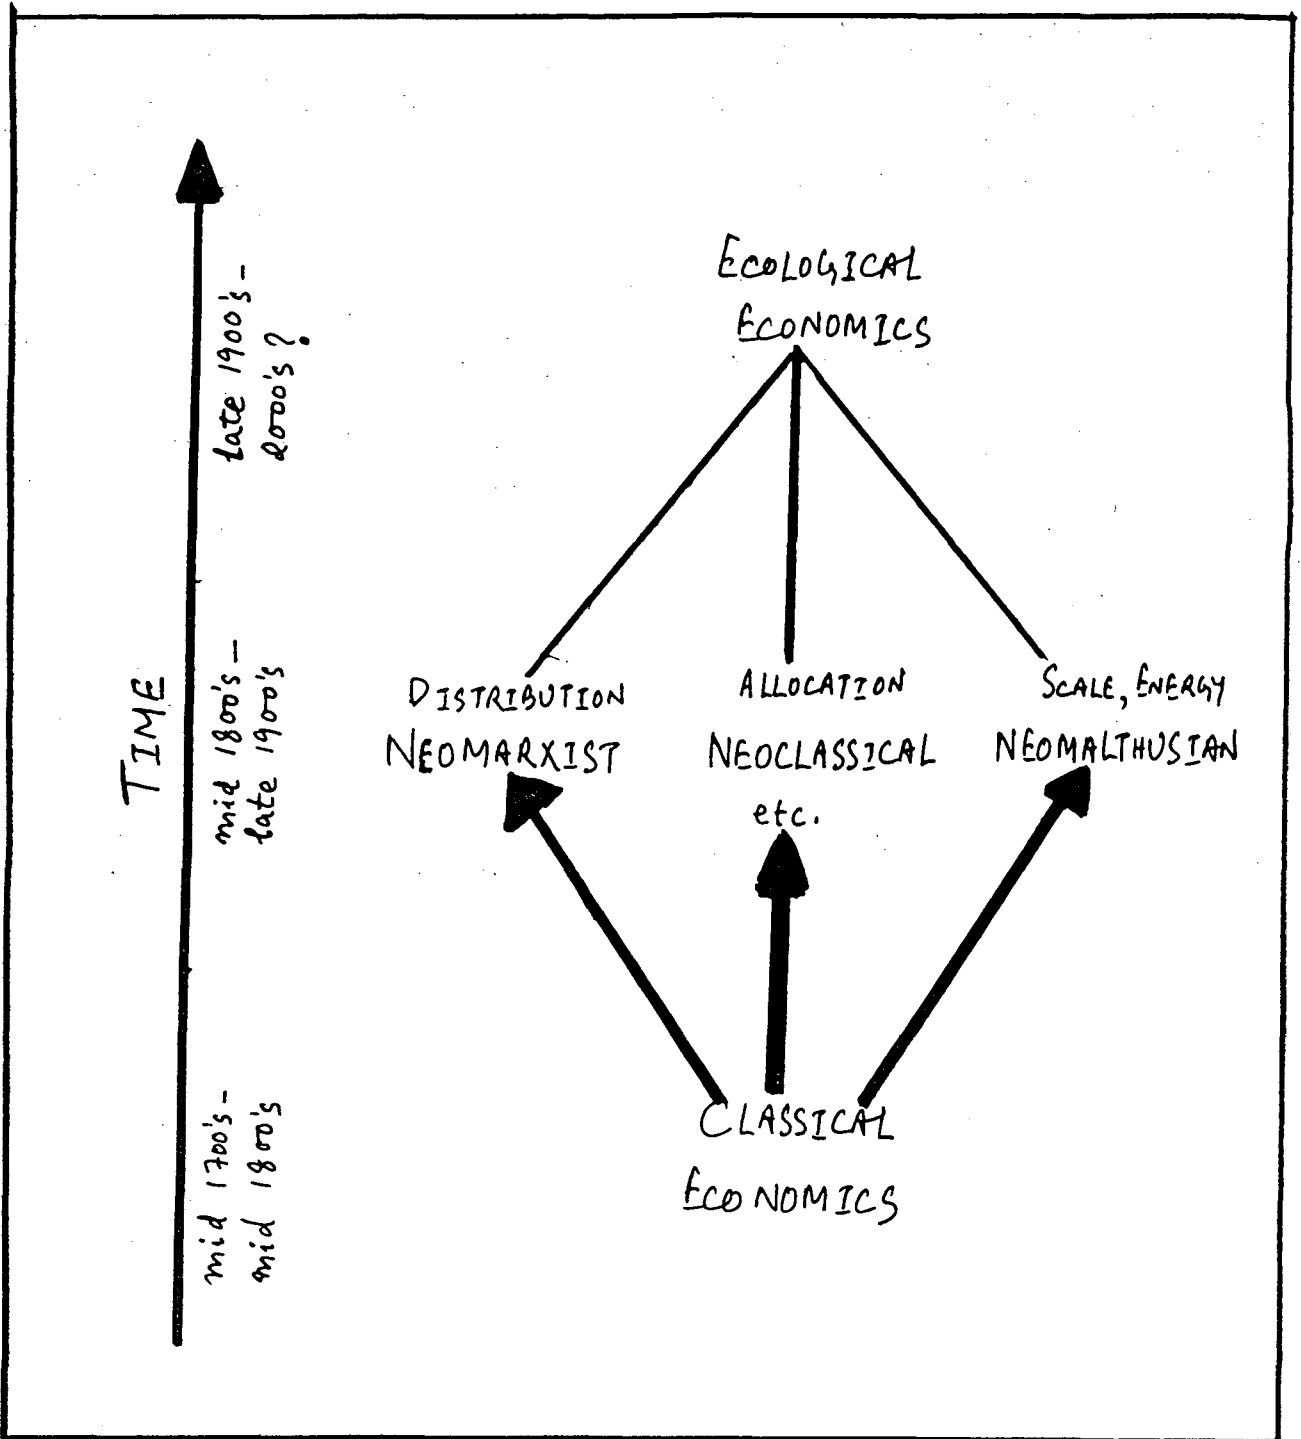 ECOLOGICAL
ECONOMICS
late 1900's –
2000's ?
TIME
mid 1800's –
late 1900's
DISTRIBUTION
NEOMARXIST
ALLOCATION
NEOCLASSICAL
etc.
SCALE, ENERGY
NEOMALTHUSIAN
mid 1700's –
mid 1800's
CLASSICAL
ECONOMICS